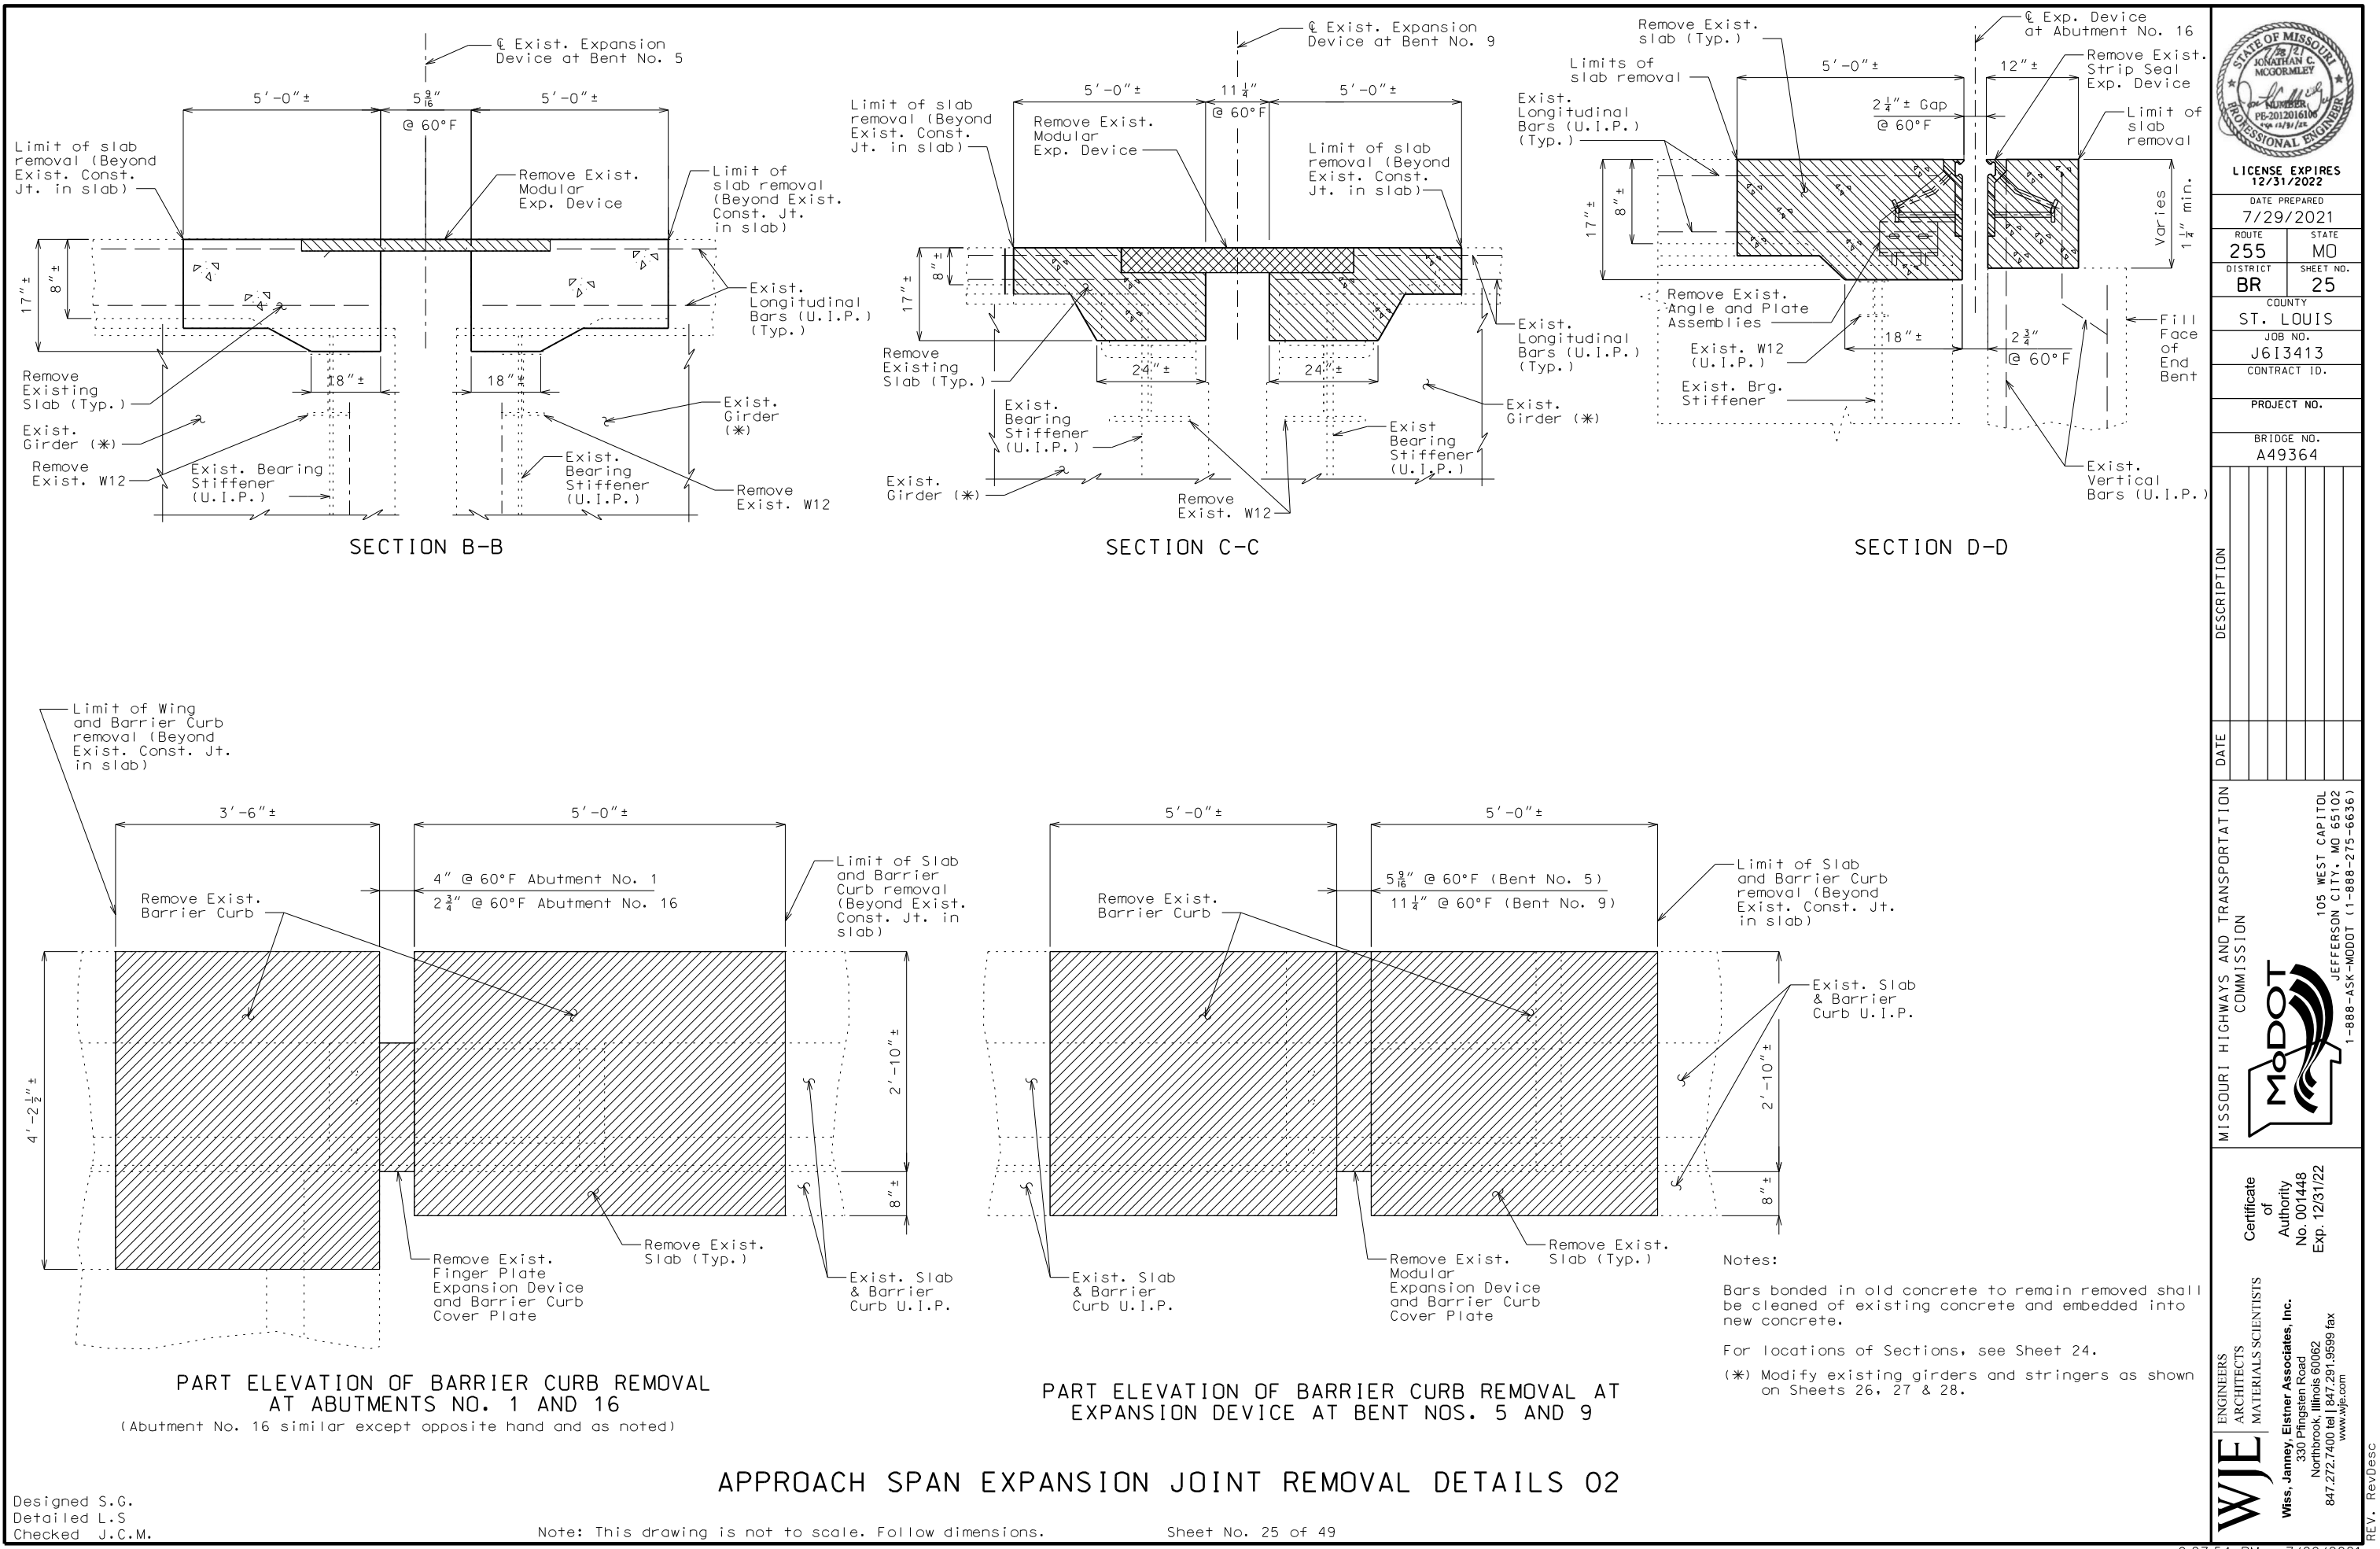 ℄ Exist. Expansion
Device at Bent No. 5
5'-0"±
5 9/16"
@ 60°F
5'-0"±
Limit of slab
removal (Beyond
Exist. Const.
Jt. in slab)
Remove Exist.
Modular
Exp. Device
Limit of
slab removal
(Beyond Exist.
Const. Jt.
in slab)
17"±
8"±
Exist.
Longitudinal
Bars (U.I.P.)
(Typ.)
Remove
Existing
Slab (Typ.)
18"±
18"±
Exist.
Girder (*)
Exist.
Girder
(*)
Remove
Exist. W12
Exist. Bearing
Stiffener
(U.I.P.)
Exist.
Bearing
Stiffener
(U.I.P.)
Remove
Exist. W12
SECTION B-B
℄ Exist. Expansion
Device at Bent No. 9
5'-0"±
11 1/4"
@ 60°F
5'-0"±
Limit of slab
removal (Beyond
Exist. Const.
Jt. in slab)
Remove Exist.
Modular
Exp. Device
Limit of slab
removal (Beyond
Exist. Const.
Jt. in slab)
17"±
8"±
Remove
Existing
Slab (Typ.)
24"±
24"±
Exist.
Longitudinal
Bars (U.I.P.)
(Typ.)
Exist.
Bearing
Stiffener
(U.I.P.)
Exist
Bearing
Stiffener
(U.I.P.)
Exist.
Girder (*)
Exist.
Girder (*)
Remove
Exist. W12
SECTION C-C
Remove Exist.
slab (Typ.)
℄ Exp. Device
at Abutment No. 16
Limits of
slab removal
5'-0"±
12"±
Remove Exist.
Strip Seal
Exp. Device
Exist.
Longitudinal
Bars (U.I.P.)
(Typ.)
2 1/4"± Gap
@ 60°F
Limit of
slab
removal
17"±
8"±
Varies
1 1/4" min.
Remove Exist.
Angle and Plate
Assemblies
Exist. W12
(U.I.P.)
18"±
2 3/4"
@ 60°F
Fill
Face
of
End
Bent
Exist. Brg.
Stiffener
Exist.
Vertical
Bars (U.I.P.)
SECTION D-D
Limit of Wing
and Barrier Curb
removal (Beyond
Exist. Const. Jt.
in slab)
3'-6"±
5'-0"±
4" @ 60°F Abutment No. 1
2 3/4" @ 60°F Abutment No. 16
Remove Exist.
Barrier Curb
Limit of Slab
and Barrier
Curb removal
(Beyond Exist.
Const. Jt. in
slab)
4'-2 1/2"±
2'-10"±
8"±
Remove Exist.
Finger Plate
Expansion Device
and Barrier Curb
Cover Plate
Remove Exist.
Slab (Typ.)
Exist. Slab
& Barrier
Curb U.I.P.
PART ELEVATION OF BARRIER CURB REMOVAL
AT ABUTMENTS NO. 1 AND 16
(Abutment No. 16 similar except opposite hand and as noted)
5'-0"±
5'-0"±
5 9/16" @ 60°F (Bent No. 5)
11 1/4" @ 60°F (Bent No. 9)
Remove Exist.
Barrier Curb
Limit of Slab
and Barrier Curb
removal (Beyond
Exist. Const. Jt.
in slab)
Exist. Slab
& Barrier
Curb U.I.P.
2'-10"±
8"±
Exist. Slab
& Barrier
Curb U.I.P.
Remove Exist.
Modular
Expansion Device
and Barrier Curb
Cover Plate
Remove Exist.
Slab (Typ.)
PART ELEVATION OF BARRIER CURB REMOVAL AT
EXPANSION DEVICE AT BENT NOS. 5 AND 9
Notes:
Bars bonded in old concrete to remain removed shall
be cleaned of existing concrete and embedded into
new concrete.
For locations of Sections, see Sheet 24.
(*) Modify existing girders and stringers as shown
on Sheets 26, 27 & 28.
APPROACH SPAN EXPANSION JOINT REMOVAL DETAILS 02
Designed S.G.
Detailed L.S
Checked J.C.M.
Note: This drawing is not to scale. Follow dimensions.
Sheet No. 25 of 49
STATE OF MISSOURI
7/28/21
JONATHAN C.
MCGORMLEY
NUMBER
PE-2012016106
PROFESSIONAL ENGINEER
LICENSE EXPIRES
12/31/2022
DATE PREPARED
7/29/2021
ROUTE
255
STATE
MO
DISTRICT
BR
SHEET NO.
25
COUNTY
ST. LOUIS
JOB NO.
J6I3413
CONTRACT ID.
PROJECT NO.
BRIDGE NO.
A49364
DESCRIPTION
DATE
MISSOURI HIGHWAYS AND TRANSPORTATION
COMMISSION
MoDOT
105 WEST CAPITOL
JEFFERSON CITY, MO 65102
1-888-ASK-MODOT (1-888-275-6636)
Certificate
of
Authority
No. 001448
Exp. 12/31/22
WJE
ENGINEERS
ARCHITECTS
MATERIALS SCIENTISTS
Wiss, Janney, Elstner Associates, Inc.
330 Pfingsten Road
Northbrook, Illinois 60062
847.272.7400 tel | 847.291.9599 fax
www.wje.com
REV. RevDesc